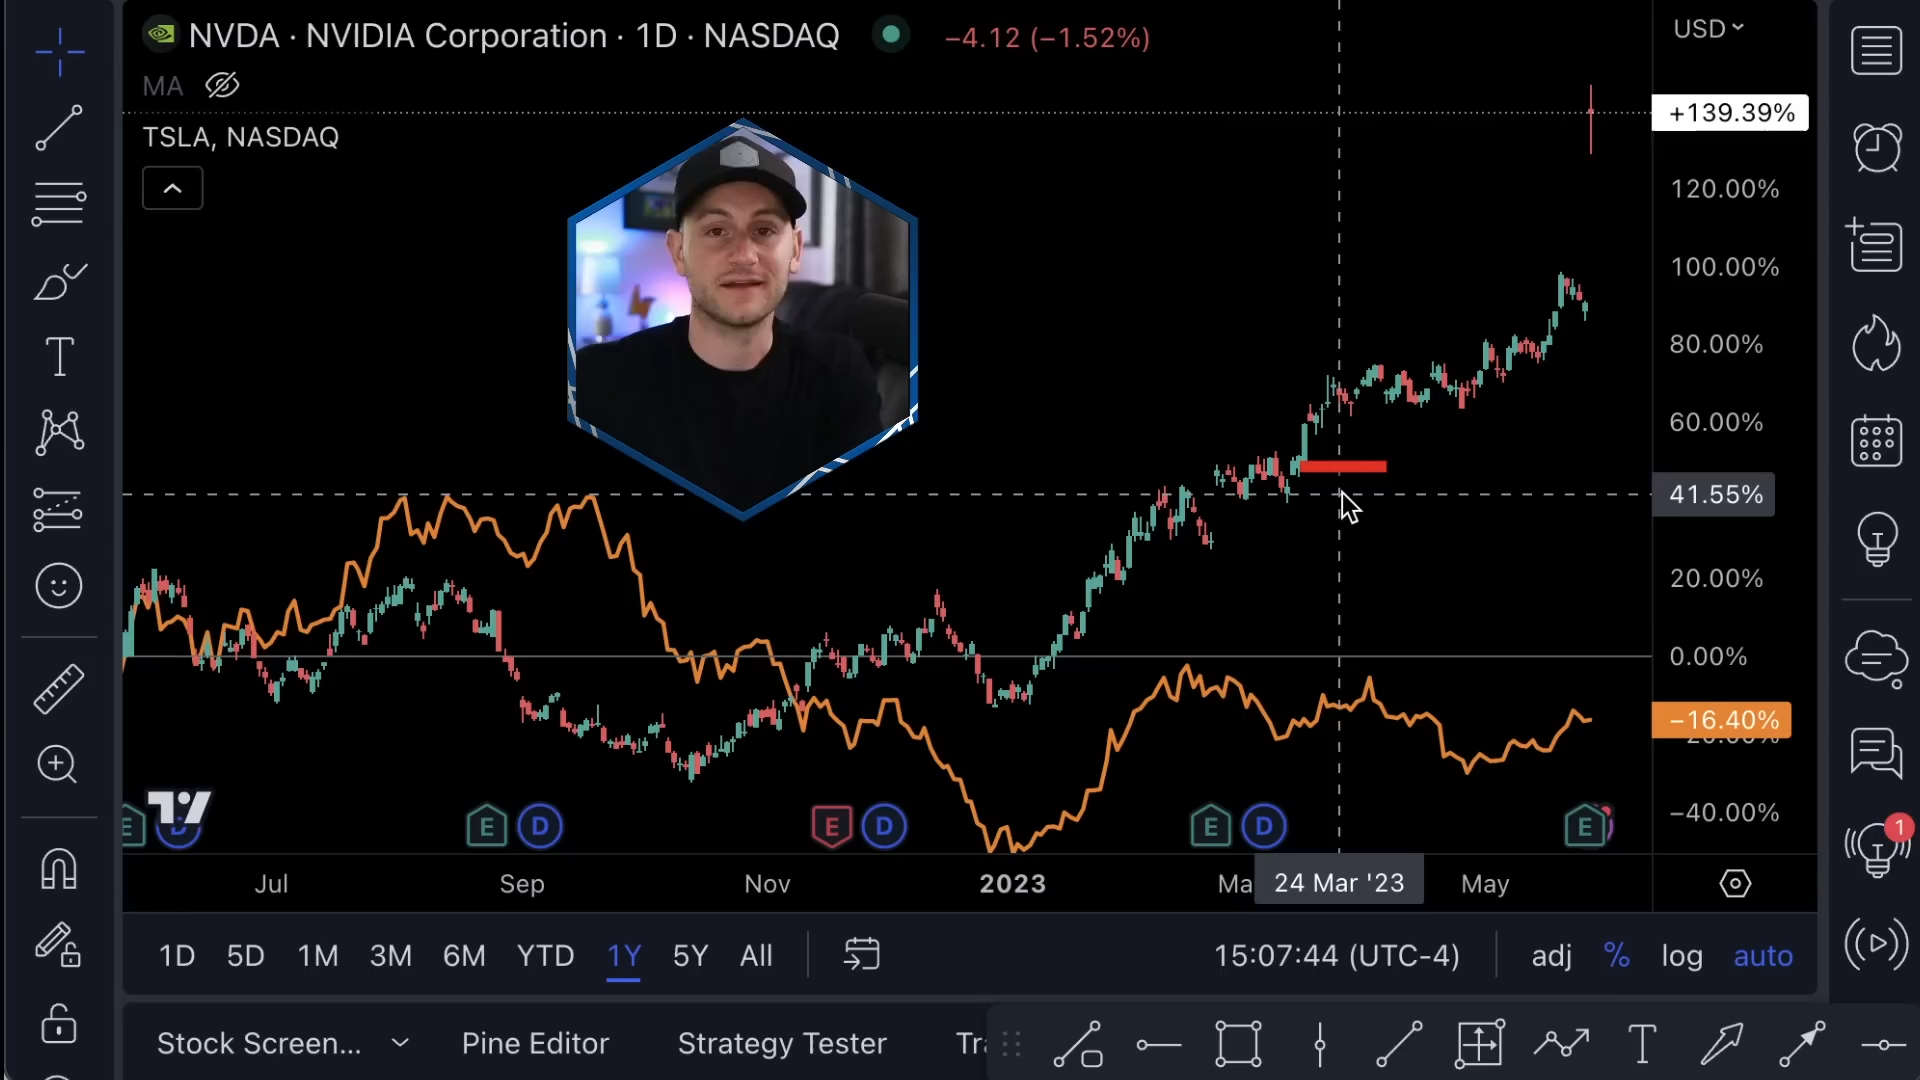 NVDA · NVIDIA Corporation · 1D · NASDAQ
−4.12 (−1.52%)
USD
MA
TSLA, NASDAQ
+139.39%
120.00%
100.00%
80.00%
60.00%
41.55%
20.00%
0.00%
−16.40%
−40.00%
E D E D E D E D E
Jul Sep Nov 2023 Ma 24 Mar '23 May
1D 5D 1M 3M 6M YTD 1Y 5Y All
15:07:44 (UTC-4) adj % log auto
1
Stock Screen... Pine Editor Strategy Tester